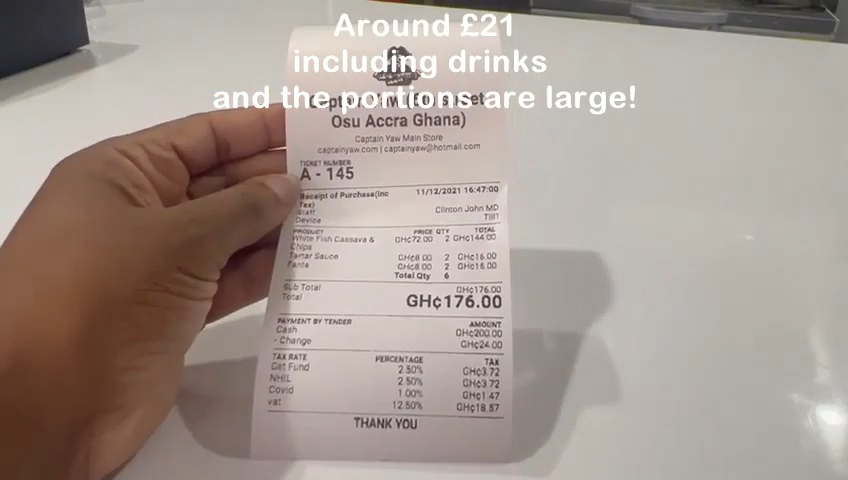 Around £21
including drinks
and the portions are large!
Captain Yaw
Osu Accra Ghana)
Captain Yaw Main Store
captainyaw.com | captainyaw@hotmail.com
TICKET NUMBER
A - 145
Receipt of Purchase(Inc Tax) 11/12/2021 16:47:00
Staff Clinton John MD
Device Till1
PRODUCT PRICE QTY TOTAL
White Fish Cassava & Chips GH¢72.00 2 GH¢144.00
Tartar Sauce GH¢8.00 2 GH¢16.00
Fanta GH¢8.00 2 GH¢16.00
Total Qty 6
Sub Total GH¢176.00
Total GH¢176.00
PAYMENT BY TENDER AMOUNT
Cash GH¢200.00
- Change GH¢24.00
TAX RATE PERCENTAGE TAX
Get Fund 2.50% GH¢3.72
NHIL 2.50% GH¢3.72
Covid 1.00% GH¢1.47
vat 12.50% GH¢18.57
THANK YOU